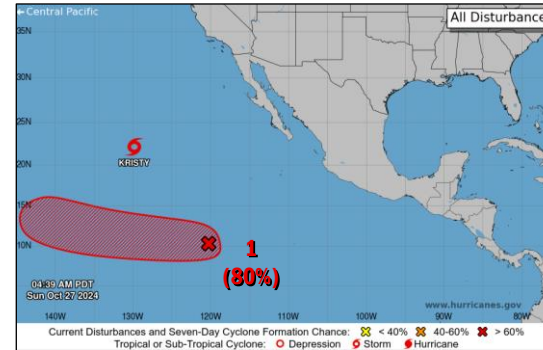 Central Pacific
All Disturbance
35N
30N
25N
20N
15N
10N
KRISTY
1
(80%)
04:39 AM PDT
Sun Oct 27 2024
www.hurricanes.gov
140W 130W 120W 110W 100W 90W 80W
Current Disturbances and Seven-Day Cyclone Formation Chance: < 40% 40-60% > 60%
Tropical or Sub-Tropical Cyclone: Depression Storm Hurricane